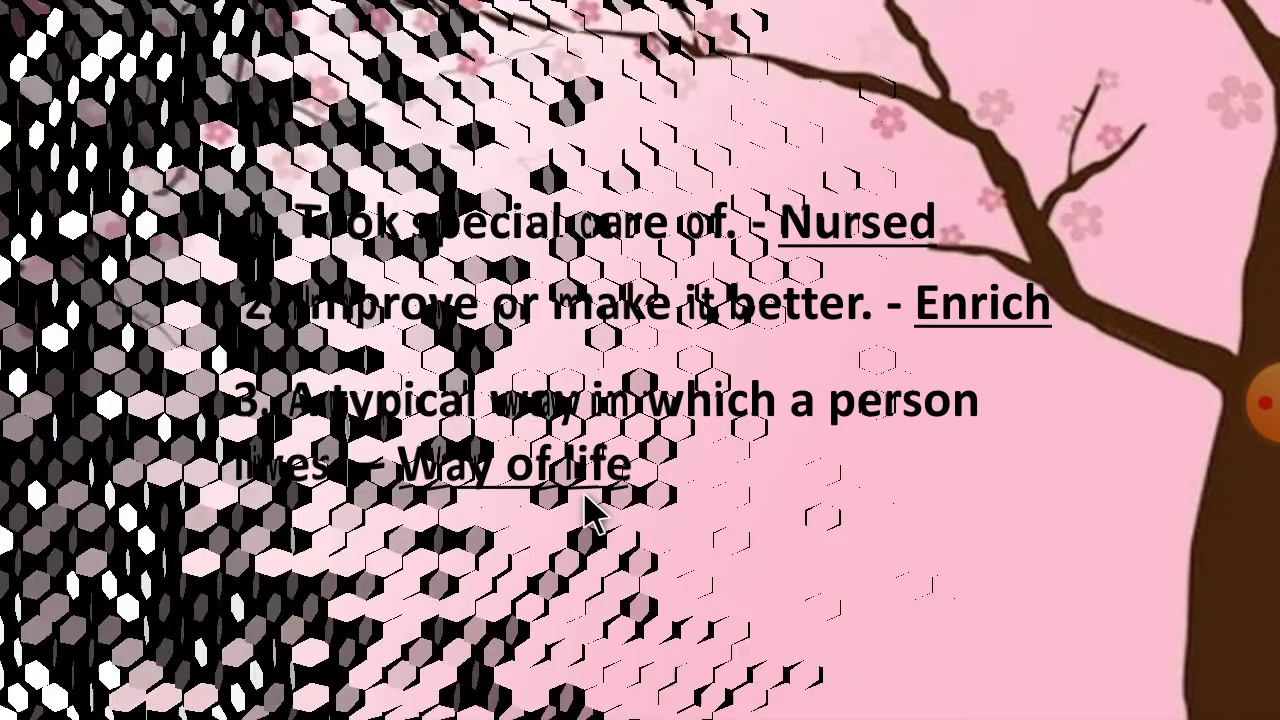 1. Took special care of. - Nursed
2. Improve or make it better. - Enrich
3. A typical way in which a person
lives. - Way of life